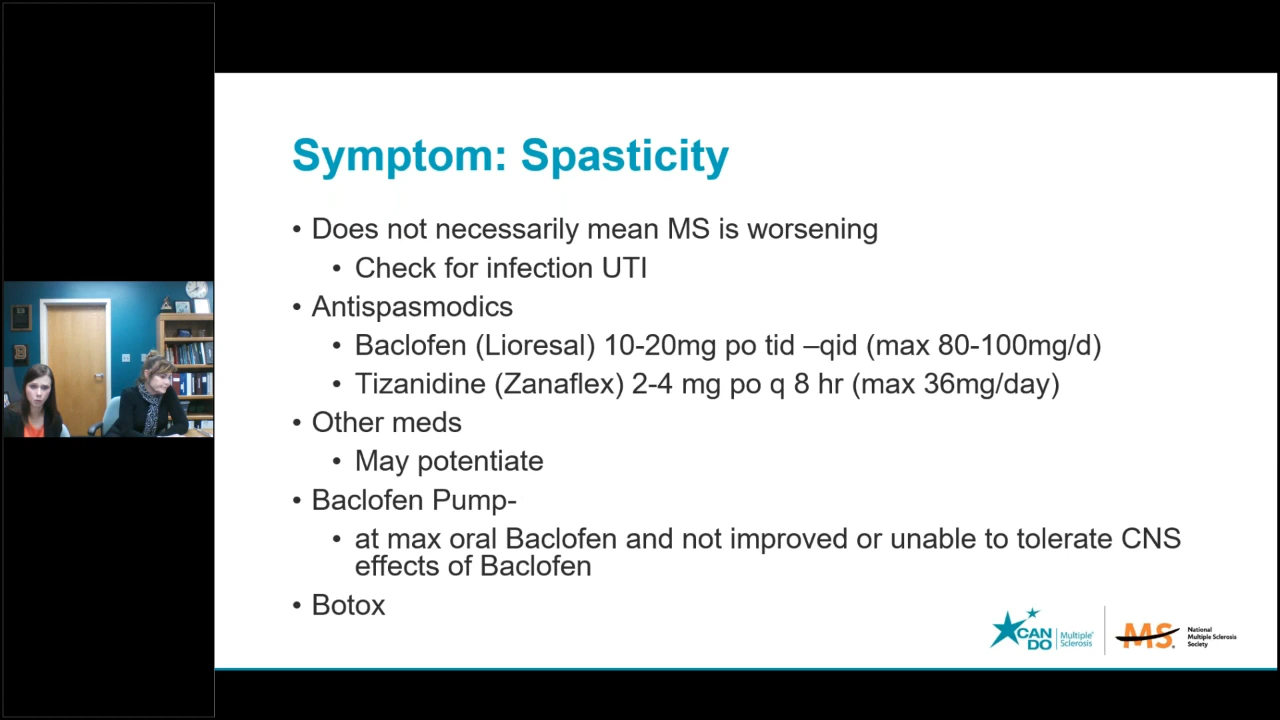 Symptom: Spasticity
• Does not necessarily mean MS is worsening
• Check for infection UTI
• Antispasmodics
• Baclofen (Lioresal) 10-20mg po tid –qid (max 80-100mg/d)
• Tizanidine (Zanaflex) 2-4 mg po q 8 hr (max 36mg/day)
• Other meds
• May potentiate
• Baclofen Pump-
• at max oral Baclofen and not improved or unable to tolerate CNS
effects of Baclofen
• Botox
CAN
DO
Multiple
Sclerosis
MS
National
Multiple Sclerosis
Society